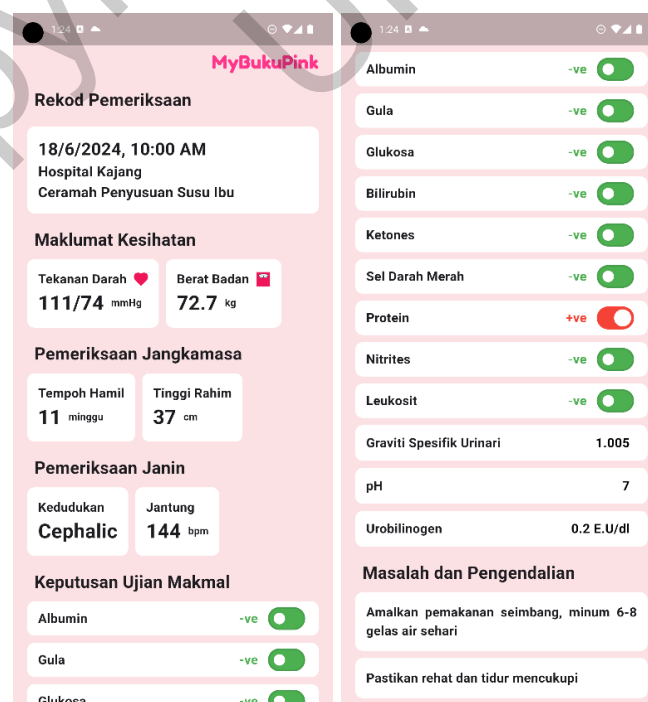 1:24
MyBukuPink
Rekod Pemeriksaan
18/6/2024, 10:00 AM
Hospital Kajang
Ceramah Penyusuan Susu Ibu
Maklumat Kesihatan
Tekanan Darah
111/74 mmHg
Berat Badan
72.7 kg
Pemeriksaan Jangkamasa
Tempoh Hamil
11 minggu
Tinggi Rahim
37 cm
Pemeriksaan Janin
Kedudukan
Cephalic
Jantung
144 bpm
Keputusan Ujian Makmal
Albumin -ve
Gula -ve
Glukosa -ve
1:24
Albumin -ve
Gula -ve
Glukosa -ve
Bilirubin -ve
Ketones -ve
Sel Darah Merah -ve
Protein +ve
Nitrites -ve
Leukosit -ve
Graviti Spesifik Urinari 1.005
pH 7
Urobilinogen 0.2 E.U/dl
Masalah dan Pengendalian
Amalkan pemakanan seimbang, minum 6-8
gelas air sehari
Pastikan rehat dan tidur mencukupi